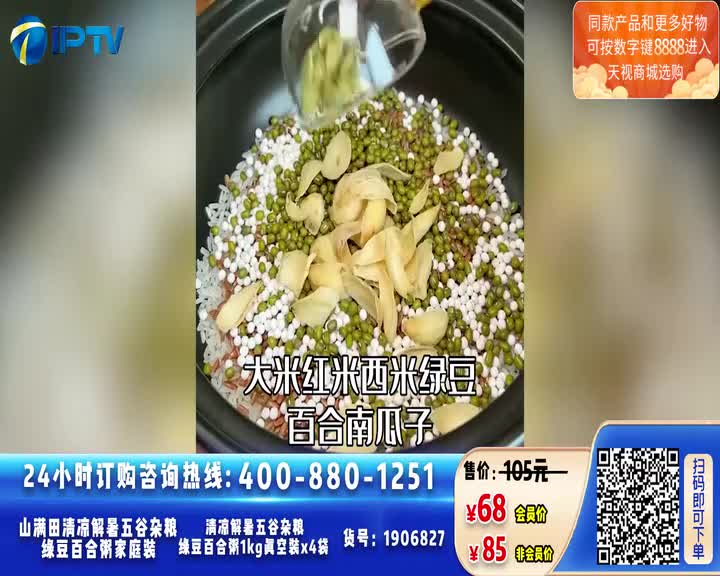 IPTV
同款产品和更多好物
可按数字键8888进入
天视商城选购
大米红米西米绿豆
百合南瓜子
24小时订购咨询热线:400-880-1251
山满田清凉解暑五谷杂粮
绿豆百合粥家庭装
清凉解暑五谷杂粮
绿豆百合粥1kg真空装x4袋
货号:1906827
售价:105元
¥68 会员价
¥85 非会员价
扫码即可下单